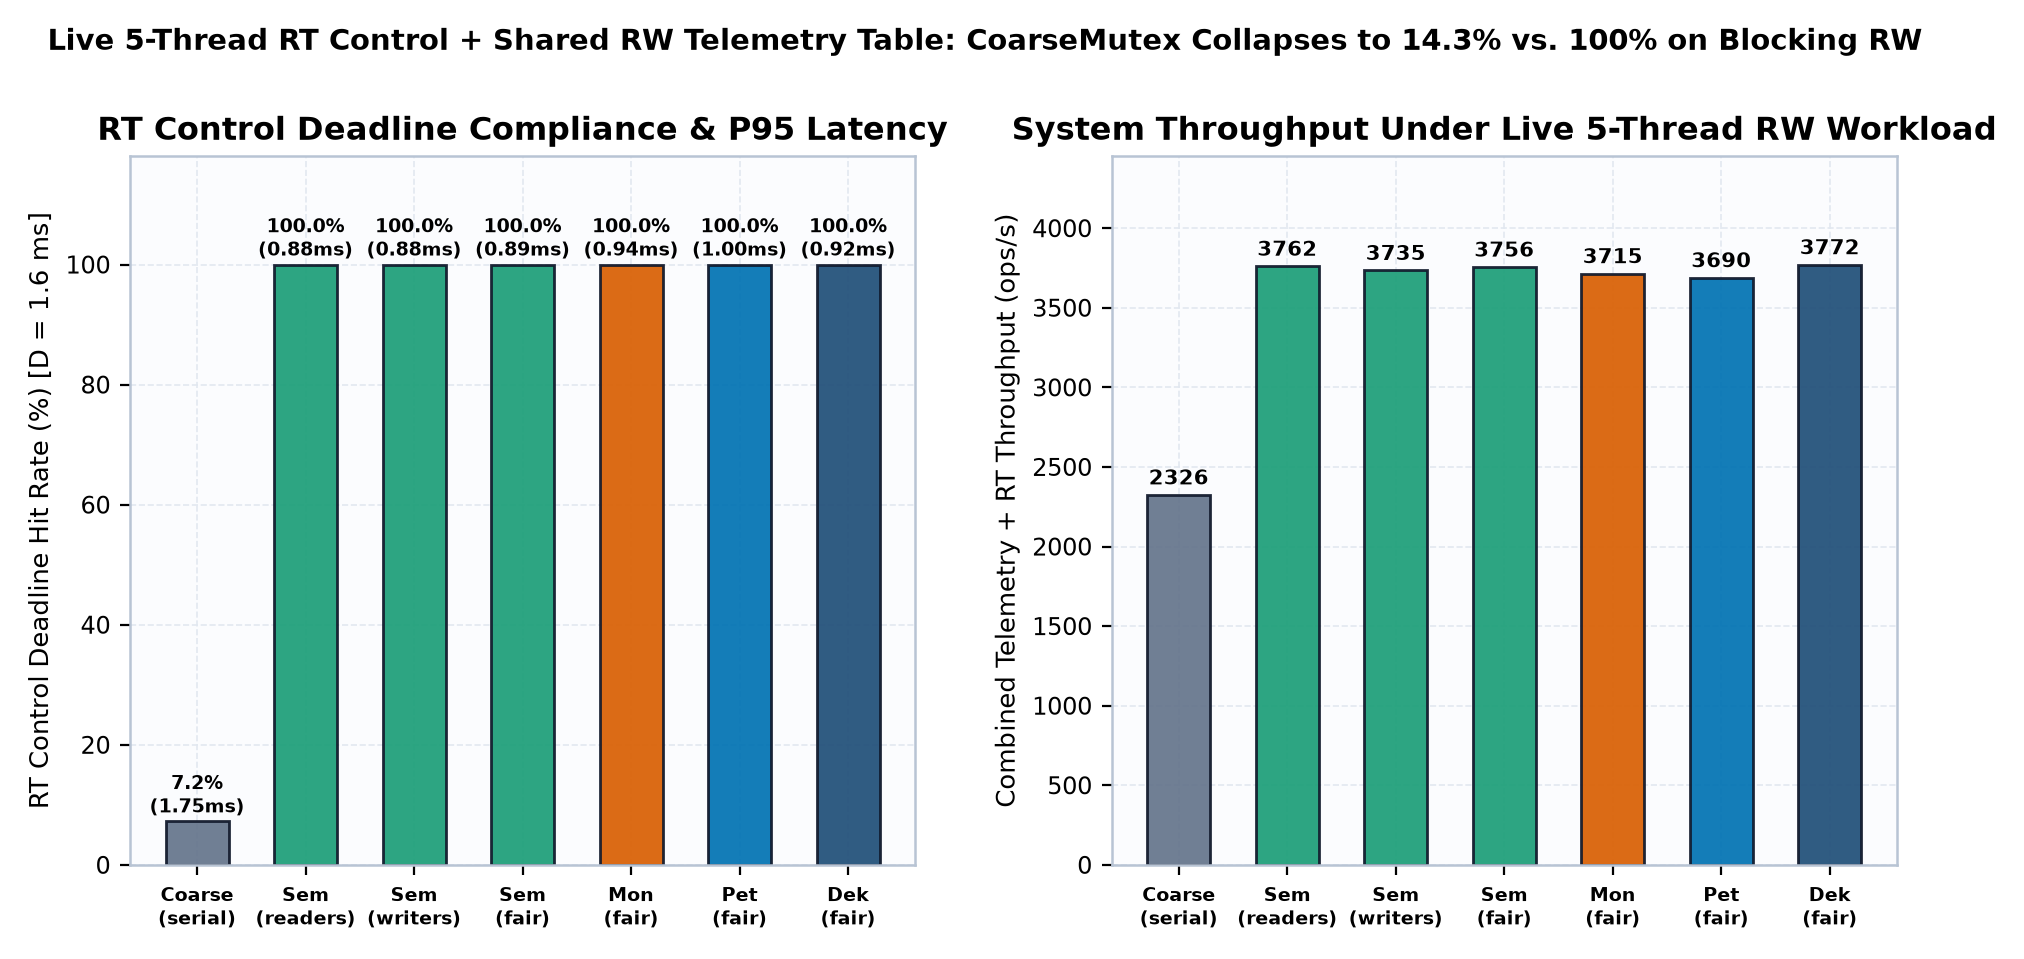 Live 5-Thread RT Control + Shared RW Telemetry Table: CoarseMutex Collapses to 14.3% vs. 100% on Blocking RW
RT Control Deadline Compliance & P95 Latency
RT Control Deadline Hit Rate (%) [D = 1.6 ms]
100
80
60
40
20
0
7.2%
(1.75ms)
100.0%
(0.88ms)
100.0%
(0.88ms)
100.0%
(0.89ms)
100.0%
(0.94ms)
100.0%
(1.00ms)
100.0%
(0.92ms)
Coarse
(serial)
Sem
(readers)
Sem
(writers)
Sem
(fair)
Mon
(fair)
Pet
(fair)
Dek
(fair)
System Throughput Under Live 5-Thread RW Workload
Combined Telemetry + RT Throughput (ops/s)
4000
3500
3000
2500
2000
1500
1000
500
0
2326
3762
3735
3756
3715
3690
3772
Coarse
(serial)
Sem
(readers)
Sem
(writers)
Sem
(fair)
Mon
(fair)
Pet
(fair)
Dek
(fair)